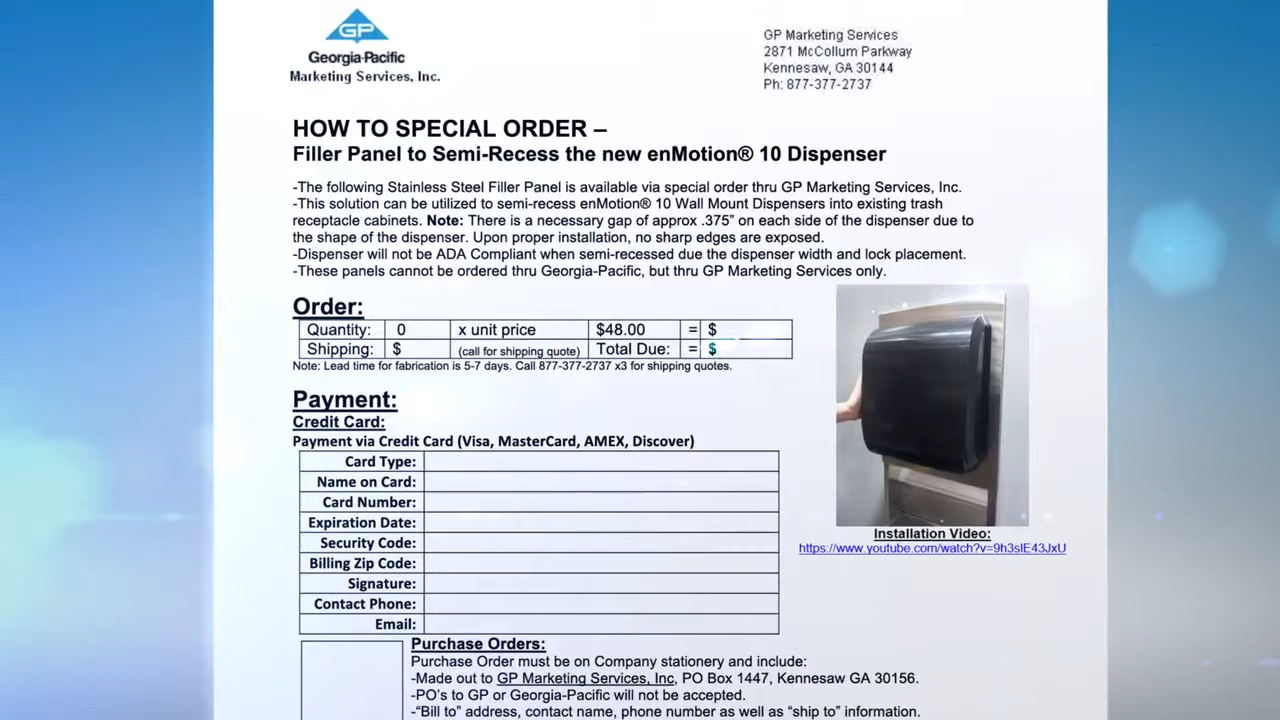 GP
Georgia-Pacific
Marketing Services, Inc.
GP Marketing Services
2871 McCollum Parkway
Kennesaw, GA 30144
Ph: 877-377-2737
HOW TO SPECIAL ORDER –
Filler Panel to Semi-Recess the new enMotion® 10 Dispenser
-The following Stainless Steel Filler Panel is available via special order thru GP Marketing Services, Inc.
-This solution can be utilized to semi-recess enMotion® 10 Wall Mount Dispensers into existing trash
receptacle cabinets. Note: There is a necessary gap of approx .375” on each side of the dispenser due to
the shape of the dispenser. Upon proper installation, no sharp edges are exposed.
-Dispenser will not be ADA Compliant when semi-recessed due the dispenser width and lock placement.
-These panels cannot be ordered thru Georgia-Pacific, but thru GP Marketing Services only.
Order:
Quantity: 0 x unit price $48.00 = $
Shipping: $ (call for shipping quote) Total Due: = $
Note: Lead time for fabrication is 5-7 days. Call 877-377-2737 x3 for shipping quotes.
Payment:
Credit Card:
Payment via Credit Card (Visa, MasterCard, AMEX, Discover)
Card Type:
Name on Card:
Card Number:
Expiration Date:
Security Code:
Billing Zip Code:
Signature:
Contact Phone:
Email:
Installation Video:
https://www.youtube.com/watch?v=9h3slE43JxU
Purchase Orders:
Purchase Order must be on Company stationery and include:
-Made out to GP Marketing Services, Inc, PO Box 1447, Kennesaw GA 30156.
-PO’s to GP or Georgia-Pacific will not be accepted.
-“Bill to” address, contact name, phone number as well as “ship to” information.